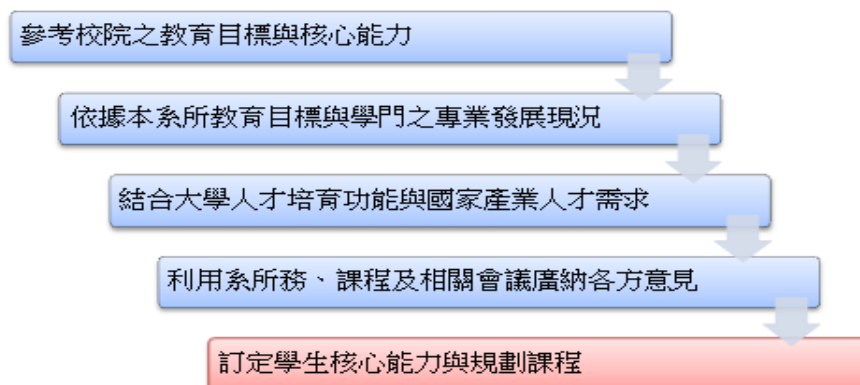 參考校院之教育目標與核心能力
依據本系所教育目標與學門之專業發展現況
結合大學人才培育功能與國家產業人才需求
利用系所務、課程及相關會議廣納各方意見
訂定學生核心能力與規劃課程